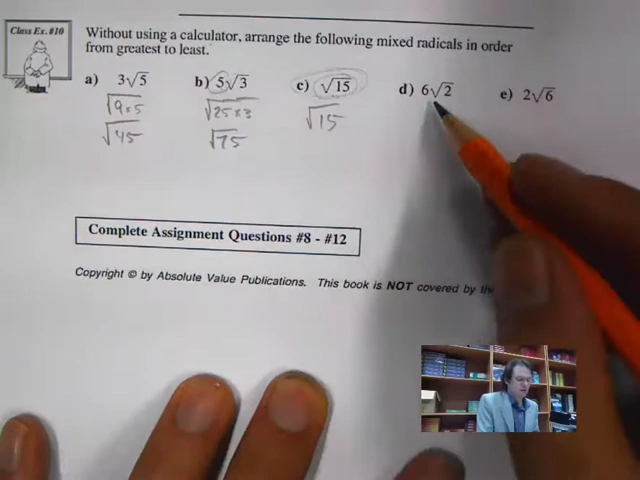 Class Ex. #10
Without using a calculator, arrange the following mixed radicals in order
from greatest to least.
a) 3√5 b) 5√3 c) √15 d) 6√2 e) 2√6
√9×5 √25×3 √15
√45 √75
Complete Assignment Questions #8 - #12
Copyright © by Absolute Value Publications. This book is NOT covered by the